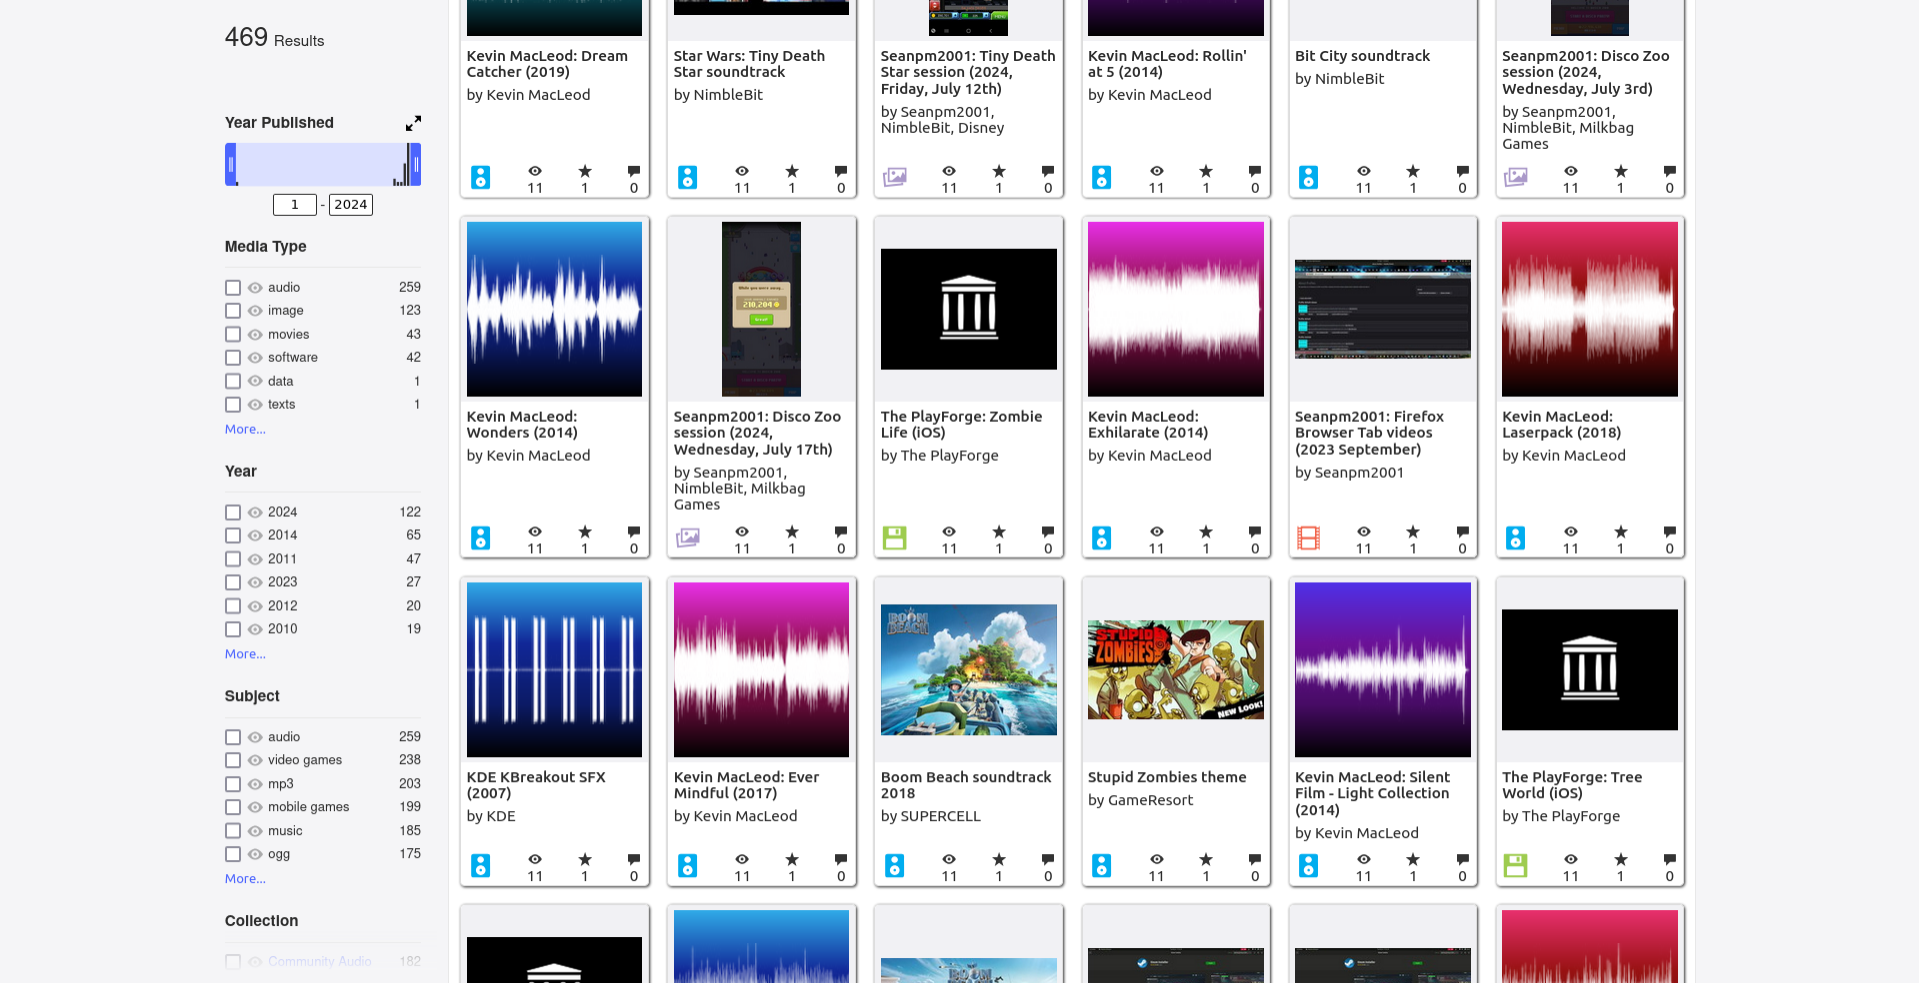 469 Results
Year Published
1 - 2024
Media Type
audio 259
image 123
movies 43
software 42
data 1
texts 1
More...
Year
2024 122
2014 65
2011 47
2023 27
2012 20
2010 19
More...
Subject
audio 259
video games 238
mp3 203
mobile games 199
music 185
ogg 175
More...
Collection
Community Audio 182
Kevin MacLeod: Dream
Catcher (2019)
by Kevin MacLeod
11 1 0
Star Wars: Tiny Death
Star soundtrack
by NimbleBit
11 1 0
Seanpm2001: Tiny Death
Star session (2024,
Friday, July 12th)
by Seanpm2001,
NimbleBit, Disney
11 1 0
Kevin MacLeod: Rollin'
at 5 (2014)
by Kevin MacLeod
11 1 0
Bit City soundtrack
by NimbleBit
11 1 0
Seanpm2001: Disco Zoo
session (2024,
Wednesday, July 3rd)
by Seanpm2001,
NimbleBit, Milkbag
Games
11 1 0
Kevin MacLeod:
Wonders (2014)
by Kevin MacLeod
11 1 0
While you were away...
210,204
Seanpm2001: Disco Zoo
session (2024,
Wednesday, July 17th)
by Seanpm2001,
NimbleBit, Milkbag
Games
11 1 0
The PlayForge: Zombie
Life (iOS)
by The PlayForge
11 1 0
Kevin MacLeod:
Exhilarate (2014)
by Kevin MacLeod
11 1 0
Seanpm2001: Firefox
Browser Tab videos
(2023 September)
by Seanpm2001
11 1 0
Kevin MacLeod:
Laserpack (2018)
by Kevin MacLeod
11 1 0
KDE KBreakout SFX
(2007)
by KDE
11 1 0
Kevin MacLeod: Ever
Mindful (2017)
by Kevin MacLeod
11 1 0
BOOM
BEACH
Boom Beach soundtrack
2018
by SUPERCELL
11 1 0
STUPID
ZOMBIES
NEW LOOK!
Stupid Zombies theme
by GameResort
11 1 0
Kevin MacLeod: Silent
Film - Light Collection
(2014)
by Kevin MacLeod
11 1 0
The PlayForge: Tree
World (iOS)
by The PlayForge
11 1 0
BOOM